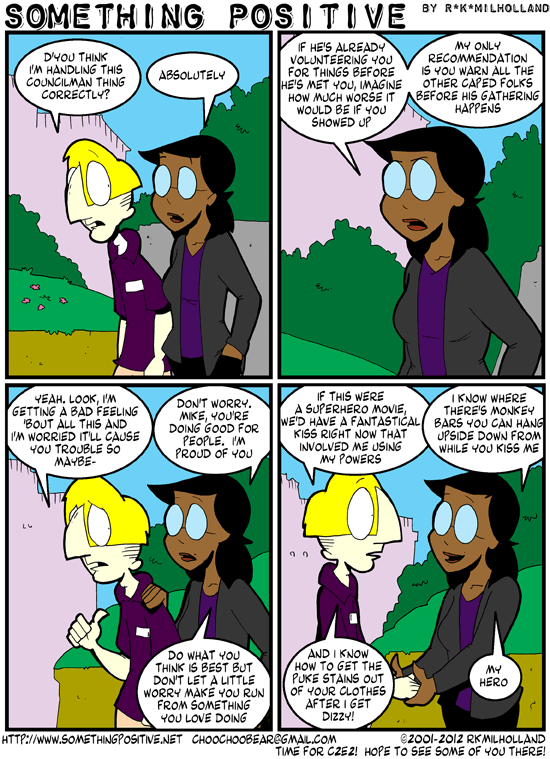 SOMETHING POSITIVE BY R*K*MILHOLLAND
D'YOU THINK
I'M HANDLING THIS
COUNCILMAN THING
CORRECTLY?
ABSOLUTELY
IF HE'S ALREADY
VOLUNTEERING YOU
FOR THINGS BEFORE
HE'S MET YOU, IMAGINE
HOW MUCH WORSE IT
WOULD BE IF YOU
SHOWED UP
MY ONLY
RECOMMENDATION
IS YOU WARN ALL THE
OTHER CAPED FOLKS
BEFORE HIS GATHERING
HAPPENS
YEAH. LOOK, I'M
GETTING A BAD FEELING
'BOUT ALL THIS AND
I'M WORRIED IT'LL CAUSE
YOU TROUBLE SO
MAYBE-
DON'T WORRY.
MIKE, YOU'RE
DOING GOOD FOR
PEOPLE. I'M
PROUD OF YOU
DO WHAT YOU
THINK IS BEST BUT
DON'T LET A LITTLE
WORRY MAKE YOU RUN
FROM SOMETHING
YOU LOVE DOING
IF THIS WERE
A SUPERHERO MOVIE,
WE'D HAVE A FANTASTICAL
KISS RIGHT NOW THAT
INVOLVED ME USING
MY POWERS
I KNOW WHERE
THERE'S MONKEY
BARS YOU CAN HANG
UPSIDE DOWN FROM
WHILE YOU KISS ME
AND I KNOW
HOW TO GET THE
PUKE STAINS OUT
OF YOUR CLOTHES
AFTER I GET
DIZZY!
MY
HERO
HTTP://WWW.SOMETHINGPOSITIVE.NET CHOOCHOOBEAR@GMAIL.COM ©2001-2012 RKMILHOLLAND
TIME FOR C2E2! HOPE TO SEE SOME OF YOU THERE!